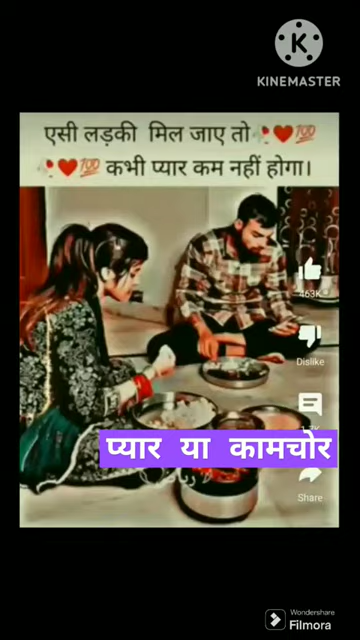 KINEMASTER
एसी लड़की मिल जाए तो🥀❤️💯
🥀❤️💯 कभी प्यार कम नहीं होगा।
463K
Dislike
प्यार या कामचोर
Share
Wondershare
Filmora